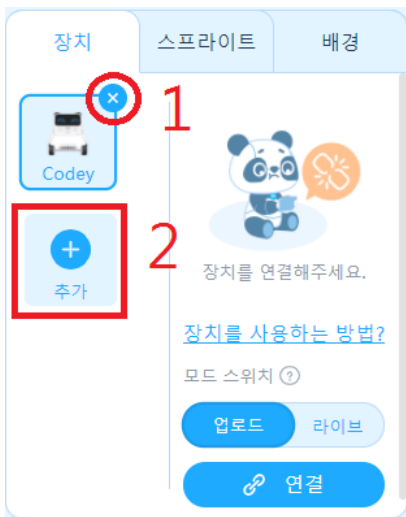 장치 스프라이트 배경
1
Codey
2
추가
장치를 연결해주세요.
장치를 사용하는 방법?
모드 스위치 ?
업로드 라이브
연결